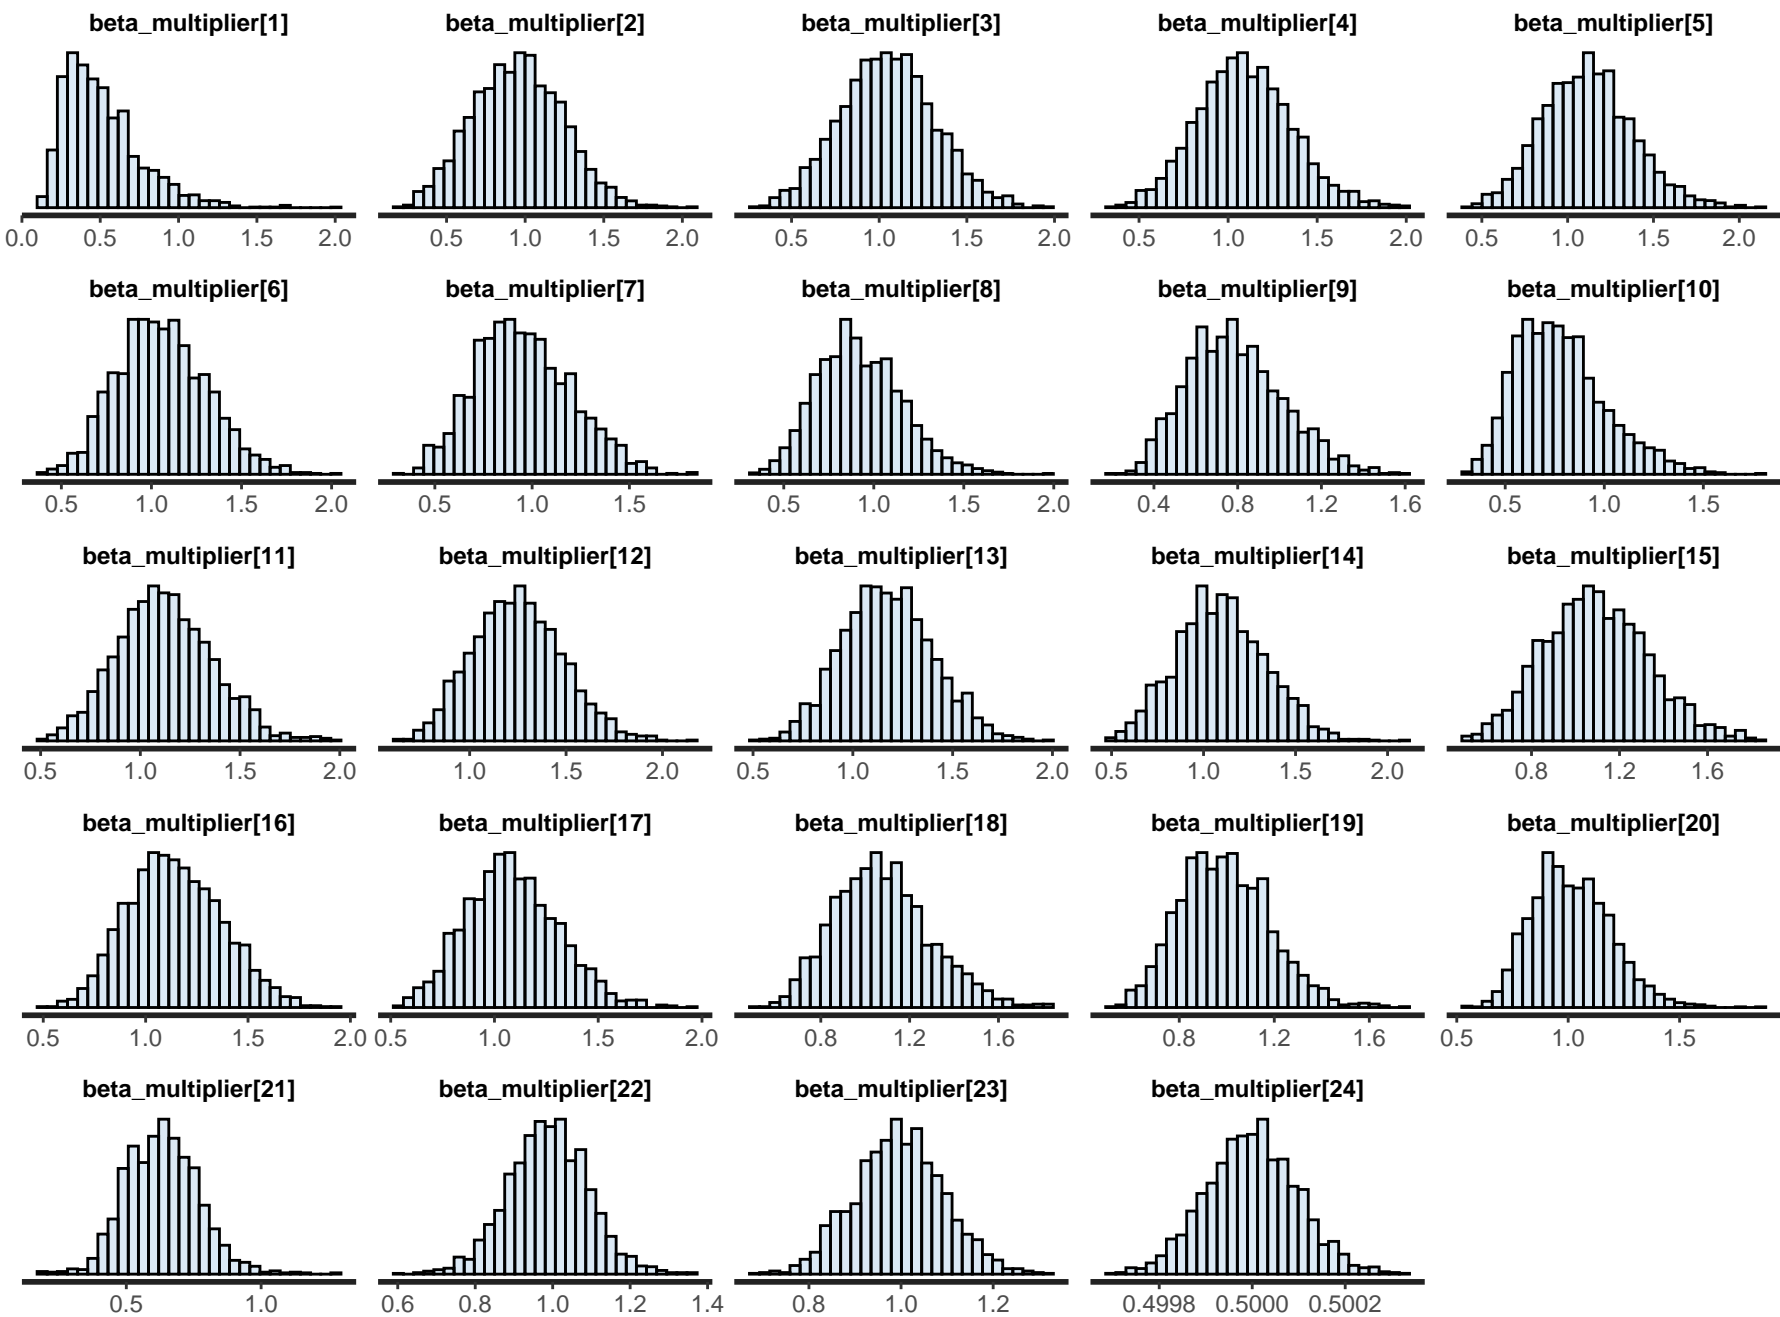 beta_multiplier[1] beta_multiplier[2] beta_multiplier[3] beta_multiplier[4] beta_multiplier[5]
0.0 0.5 1.0 1.5 2.0 0.5 1.0 1.5 2.0 0.5 1.0 1.5 2.0 0.5 1.0 1.5 2.0 0.5 1.0 1.5 2.0
beta_multiplier[6] beta_multiplier[7] beta_multiplier[8] beta_multiplier[9] beta_multiplier[10]
0.5 1.0 1.5 2.0 0.5 1.0 1.5 0.5 1.0 1.5 2.0 0.4 0.8 1.2 1.6 0.5 1.0 1.5
beta_multiplier[11] beta_multiplier[12] beta_multiplier[13] beta_multiplier[14] beta_multiplier[15]
0.5 1.0 1.5 2.0 1.0 1.5 2.0 0.5 1.0 1.5 2.0 0.5 1.0 1.5 2.0 0.8 1.2 1.6
beta_multiplier[16] beta_multiplier[17] beta_multiplier[18] beta_multiplier[19] beta_multiplier[20]
0.5 1.0 1.5 2.0 0.5 1.0 1.5 2.0 0.8 1.2 1.6 0.8 1.2 1.6 0.5 1.0 1.5
beta_multiplier[21] beta_multiplier[22] beta_multiplier[23] beta_multiplier[24]
0.5 1.0 0.6 0.8 1.0 1.2 1.4 0.8 1.0 1.2 0.4998 0.5000 0.5002